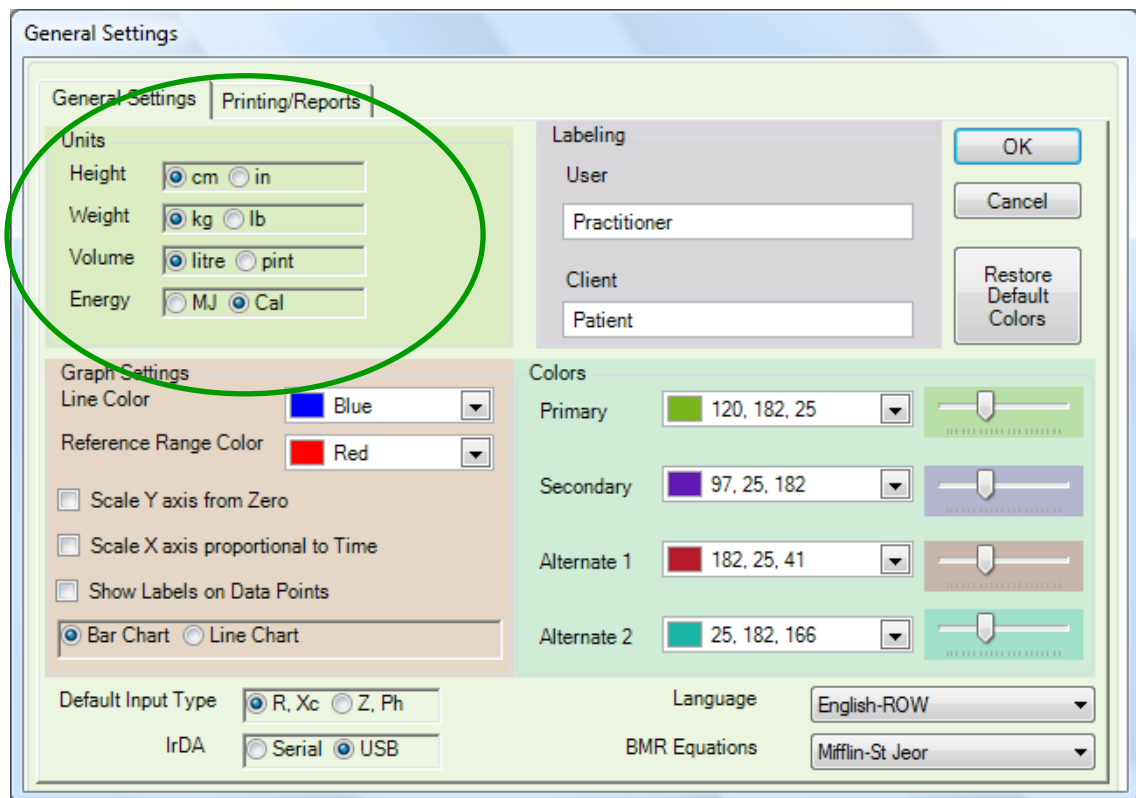 General Settings
General Settings
Printing/Reports
Units
Height
cm in
Weight
kg lb
Volume
litre pint
Energy
MJ Cal
Labeling
User
Practitioner
Client
Patient
OK
Cancel
Restore
Default
Colors
Graph Settings
Line Color
Blue
Reference Range Color
Red
Scale Y axis from Zero
Scale X axis proportional to Time
Show Labels on Data Points
Bar Chart Line Chart
Colors
Primary
120, 182, 25
Secondary
97, 25, 182
Alternate 1
182, 25, 41
Alternate 2
25, 182, 166
Default Input Type
R, Xc Z, Ph
IrDA
Serial USB
Language
English-ROW
BMR Equations
Mifflin-St Jeor